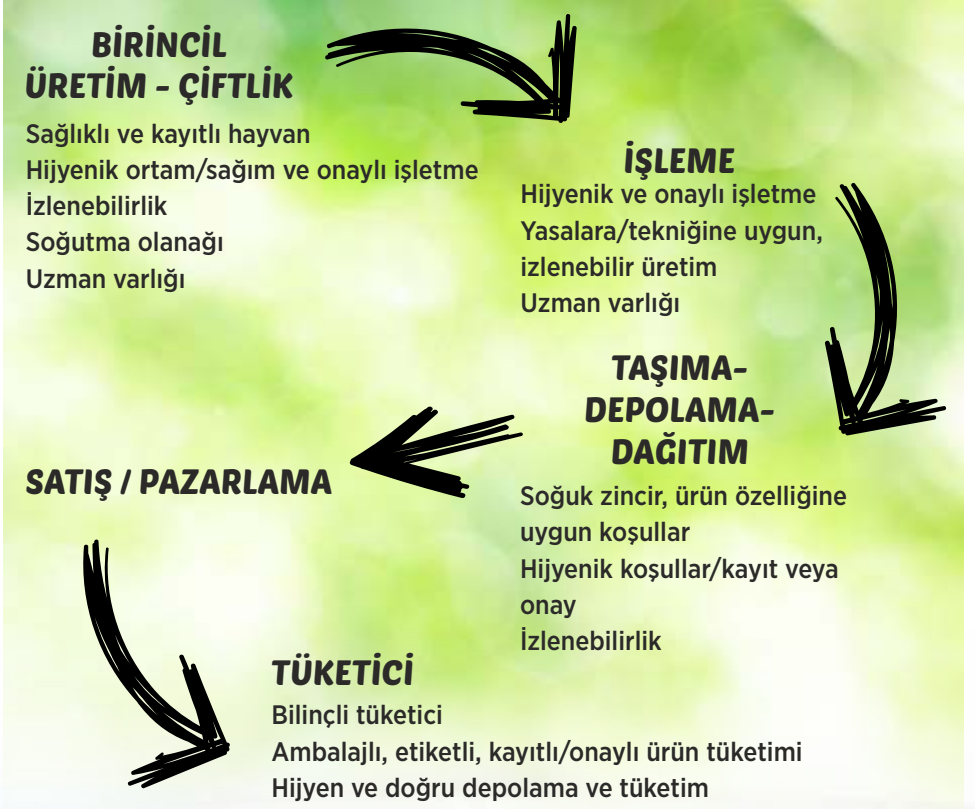 BİRİNCİL
ÜRETİM - ÇİFTLİK
Sağlıklı ve kayıtlı hayvan
Hijyenik ortam/sağım ve onaylı işletme
İzlenebilirlik
Soğutma olanağı
Uzman varlığı
İŞLEME
Hijyenik ve onaylı işletme
Yasalara/tekniğine uygun,
izlenebilir üretim
Uzman varlığı
TAŞIMA-
DEPOLAMA-
DAĞITIM
Soğuk zincir, ürün özelliğine
uygun koşullar
Hijyenik koşullar/kayıt veya
onay
İzlenebilirlik
SATIŞ / PAZARLAMA
TÜKETİCİ
Bilinçli tüketici
Ambalajlı, etiketli, kayıtlı/onaylı ürün tüketimi
Hijyen ve doğru depolama ve tüketim